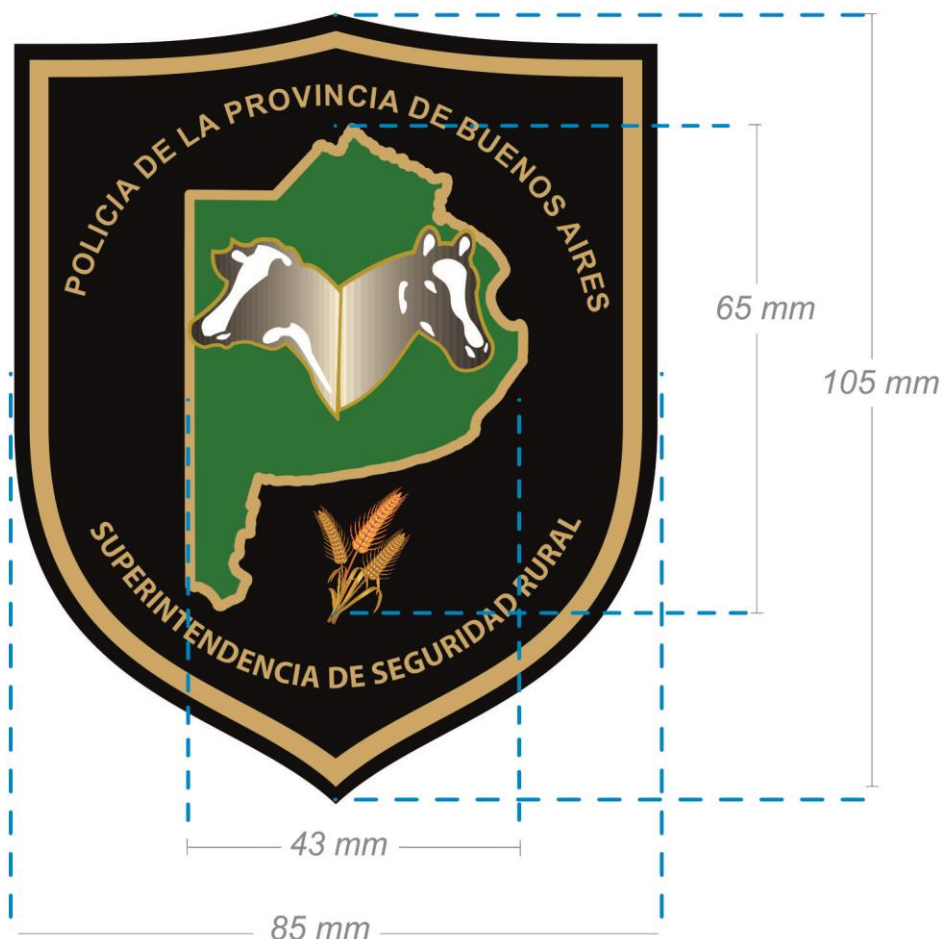 POLICIA DE LA PROVINCIA DE BUENOS AIRES
65 mm
105 mm
SUPERINTENDENCIA DE SEGURIDAD RURAL
43 mm
85 mm